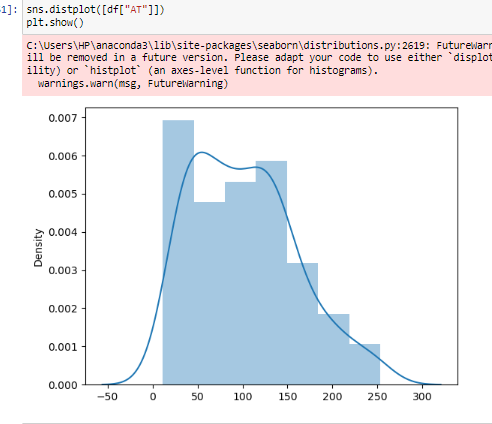 1]: sns.distplot([df["AT"]])
plt.show()
C:\Users\HP\anaconda3\lib\site-packages\seaborn\distributions.py:2619: FutureWarn
ill be removed in a future version. Please adapt your code to use either `displot
ility) or `histplot` (an axes-level function for histograms).
warnings.warn(msg, FutureWarning)
0.007
0.006
0.005
0.004
0.003
0.002
0.001
0.000
Density
−50 0 50 100 150 200 250 300